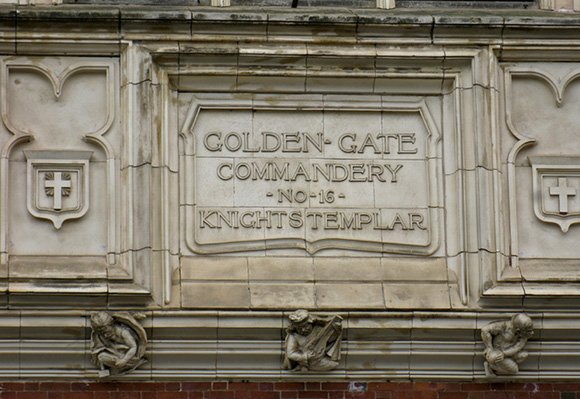 GOLDEN-GATE
COMMANDERY
-NO-16-
KNIGHTS TEMPLAR